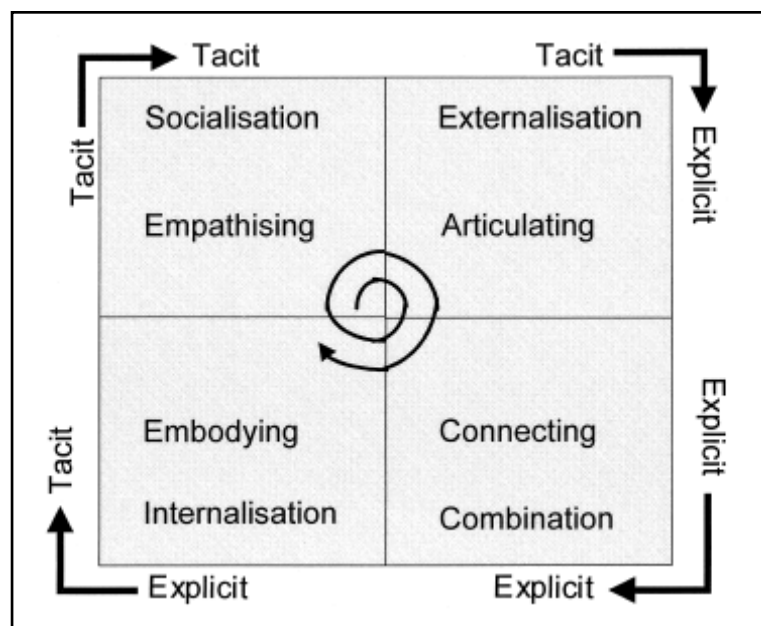 Tacit
Tacit
Tacit
Explicit
Socialisation
Externalisation
Empathising
Articulating
Embodying
Connecting
Internalisation
Combination
Tacit
Explicit
Explicit
Explicit